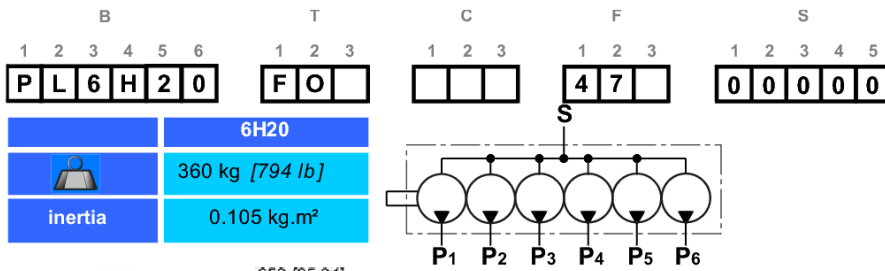 B T C F S
1 2 3 4 5 6 1 2 3 1 2 3 1 2 3 1 2 3 4 5
P L 6 H 2 0 F O 4 7 0 0 0 0 0
6H20
360 kg [794 lb]
inertia 0.105 kg.m²
S
P1 P2 P3 P4 P5 P6